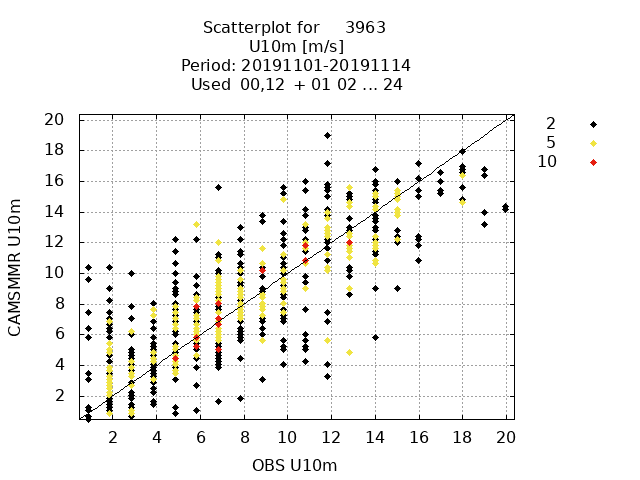 Scatterplot for 3963
U10m [m/s]
Period: 20191101-20191114
Used 00,12 + 01 02 ... 24
20
18
16
14
12
10
8
6
4
2
CAMSMMR U10m
2 4 6 8 10 12 14 16 18 20
OBS U10m
2
5
10